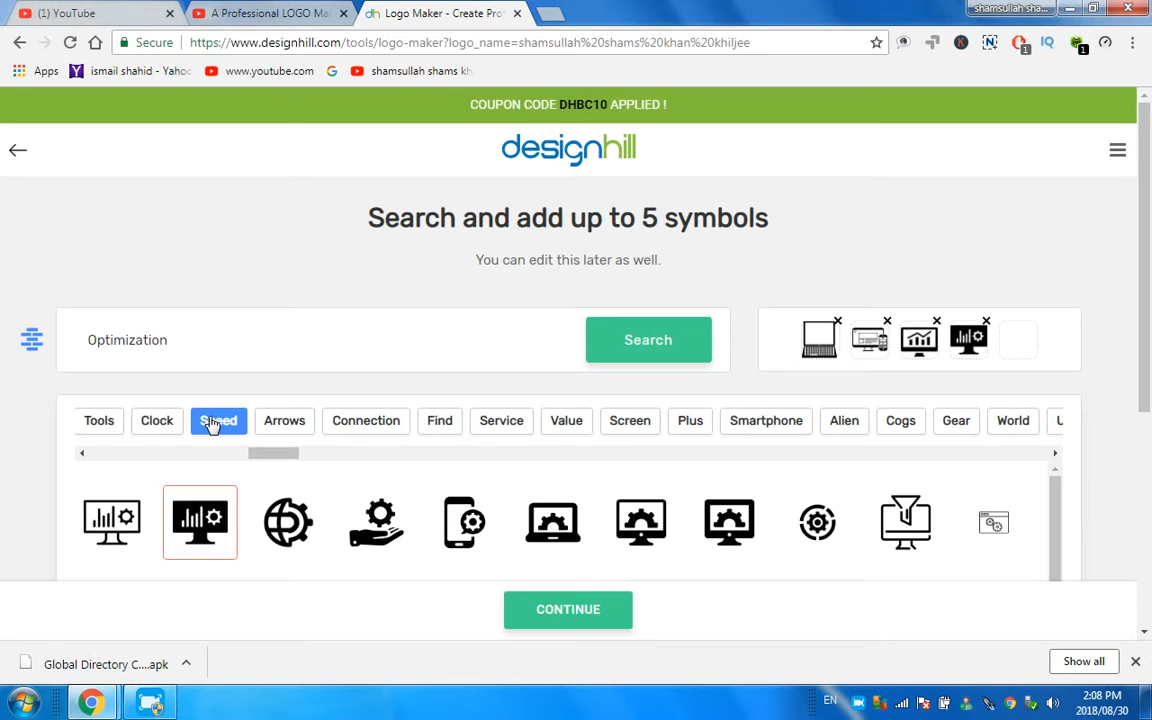 (1) YouTube
A Professional LOGO Ma
Logo Maker - Create Pro
shamsullah sha...
Secure
https://www.designhill.com/tools/logo-maker?logo_name=shamsullah%20shams%20khan%20khiljee
1
1
Apps
ismail shahid - Yahoo
www.youtube.com
shamsullah shams kh
COUPON CODE DHBC10 APPLIED !
designhill
Search and add up to 5 symbols
You can edit this later as well.
Optimization
Search
Tools
Clock
Speed
Arrows
Connection
Find
Service
Value
Screen
Plus
Smartphone
Alien
Cogs
Gear
World
U
CONTINUE
Global Directory C....apk
Show all
EN
2:08 PM
2018/08/30